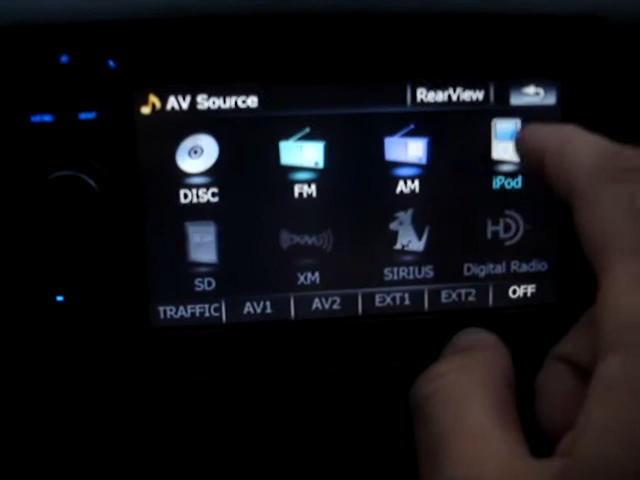 AV Source RearView
DISC FM AM iPod
SD XM SIRIUS Digital Radio
TRAFFIC AV1 AV2 EXT1 EXT2 OFF